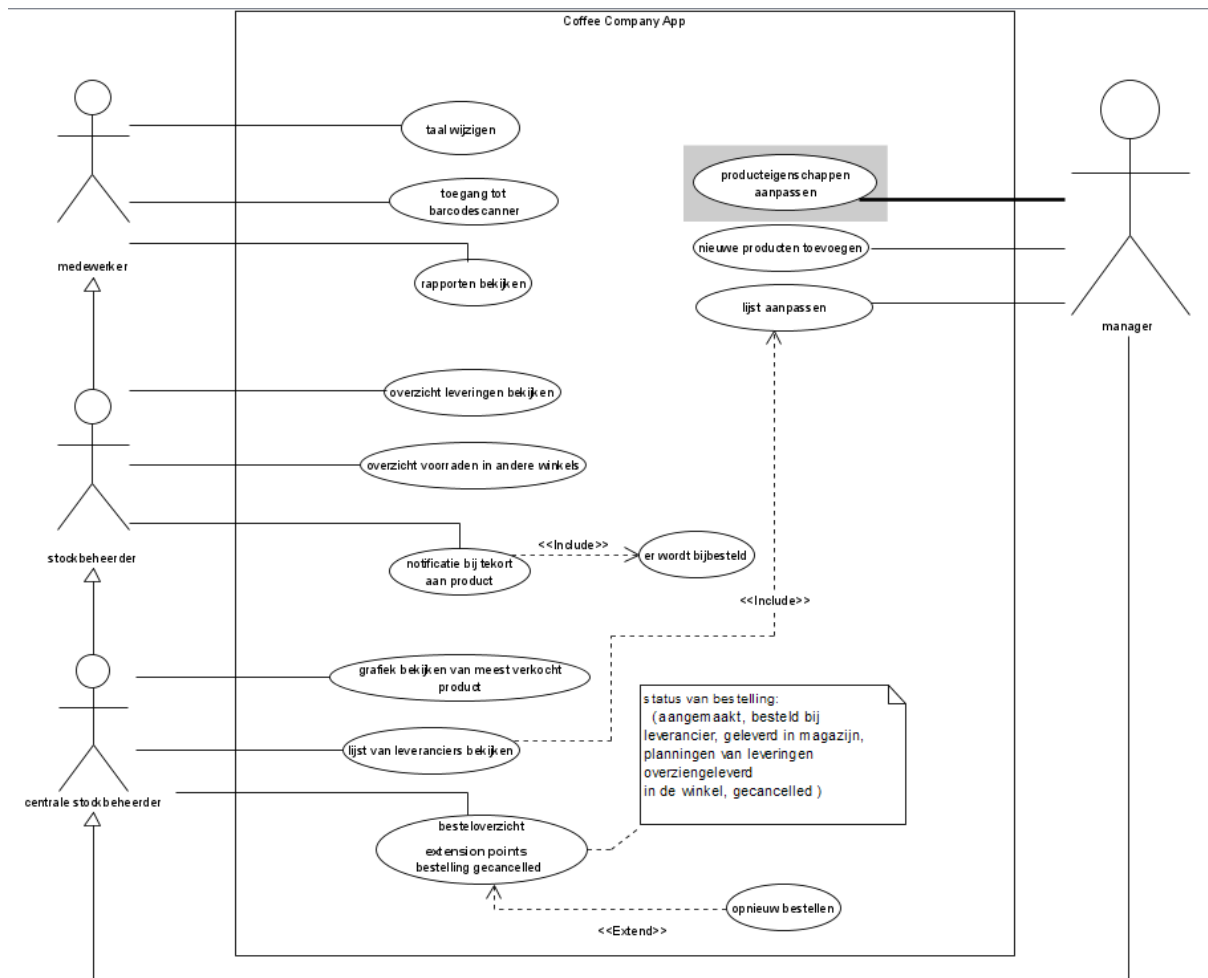 Coffee Company App
taal wijzigen
toegang tot
barcodescanner
medewerker
rapporten bekijken
producteigenschappen
aanpassen
nieuwe producten toevoegen
lijst aanpassen
manager
overzicht leveringen bekijken
overzicht voorraden in andere winkels
stockbeheerder
notificatie bij tekort
aan product
<<Include>>
er wordt bijbesteld
<<Include>>
grafiek bekijken van meest verkocht
product
lijst van leveranciers bekijken
centrale stockbeheerder
status van bestelling:
(aangemaakt, besteld bij
leverancier, geleverd in magazijn,
planningen van leveringen
overziengeleverd
in de winkel, gecancelled )
besteloverzicht
extension points
bestelling gecancelled
opnieuw bestellen
<<Extend>>